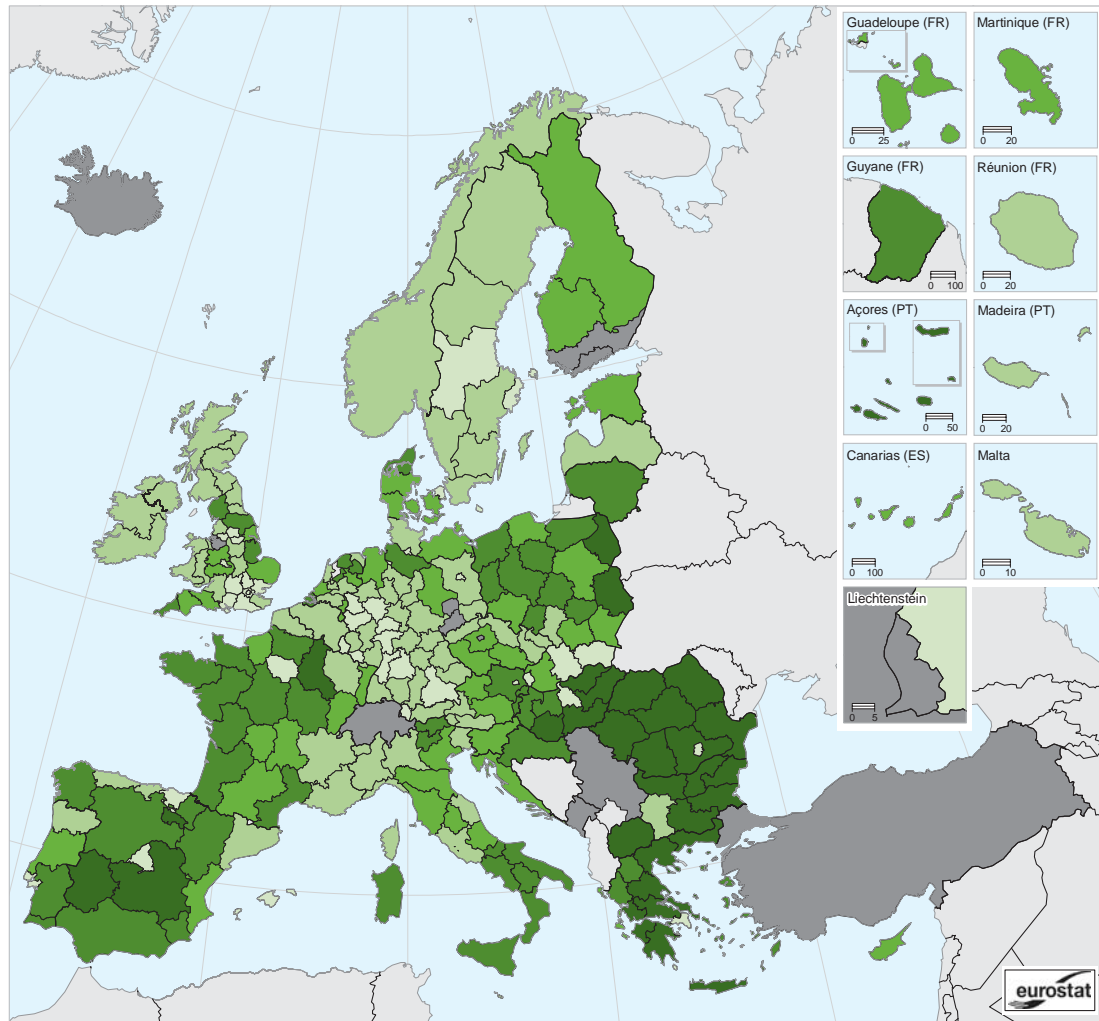 Guadeloupe (FR)
0 25
Martinique (FR)
0 20
Guyane (FR)
0 100
Réunion (FR)
0 20
Açores (PT)
0 50
Madeira (PT)
0 20
Canarias (ES)
0 100
Malta
0 10
Liechtenstein
0 5
eurostat